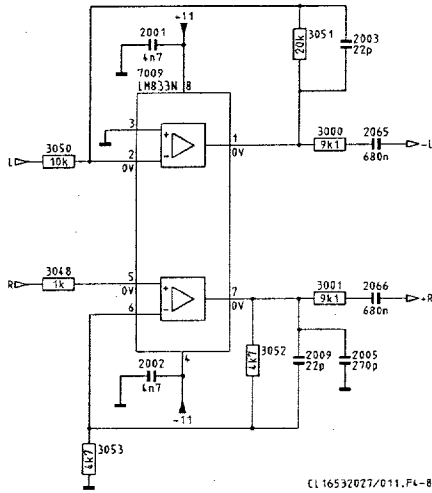 +11
2001
4n7
3051
20k
2003
22p
7009
LM833N
8
3
1
0V
3000
9k1
2065
680n
-L
L
3050
10k
2
0V
R
3048
1k
5
0V
6
7
0V
3001
9k1
2066
680n
+R
3052
4k7
2009
22p
2005
270p
2002
4n7
4
-11
3053
4k7
CL16532027/011.F4-8